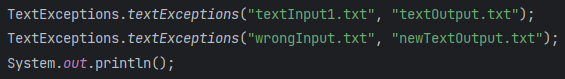 TextExceptions.textExceptions("textInput1.txt", "textOutput.txt");
TextExceptions.textExceptions("wrongInput.txt", "newTextOutput.txt");
System.out.println();